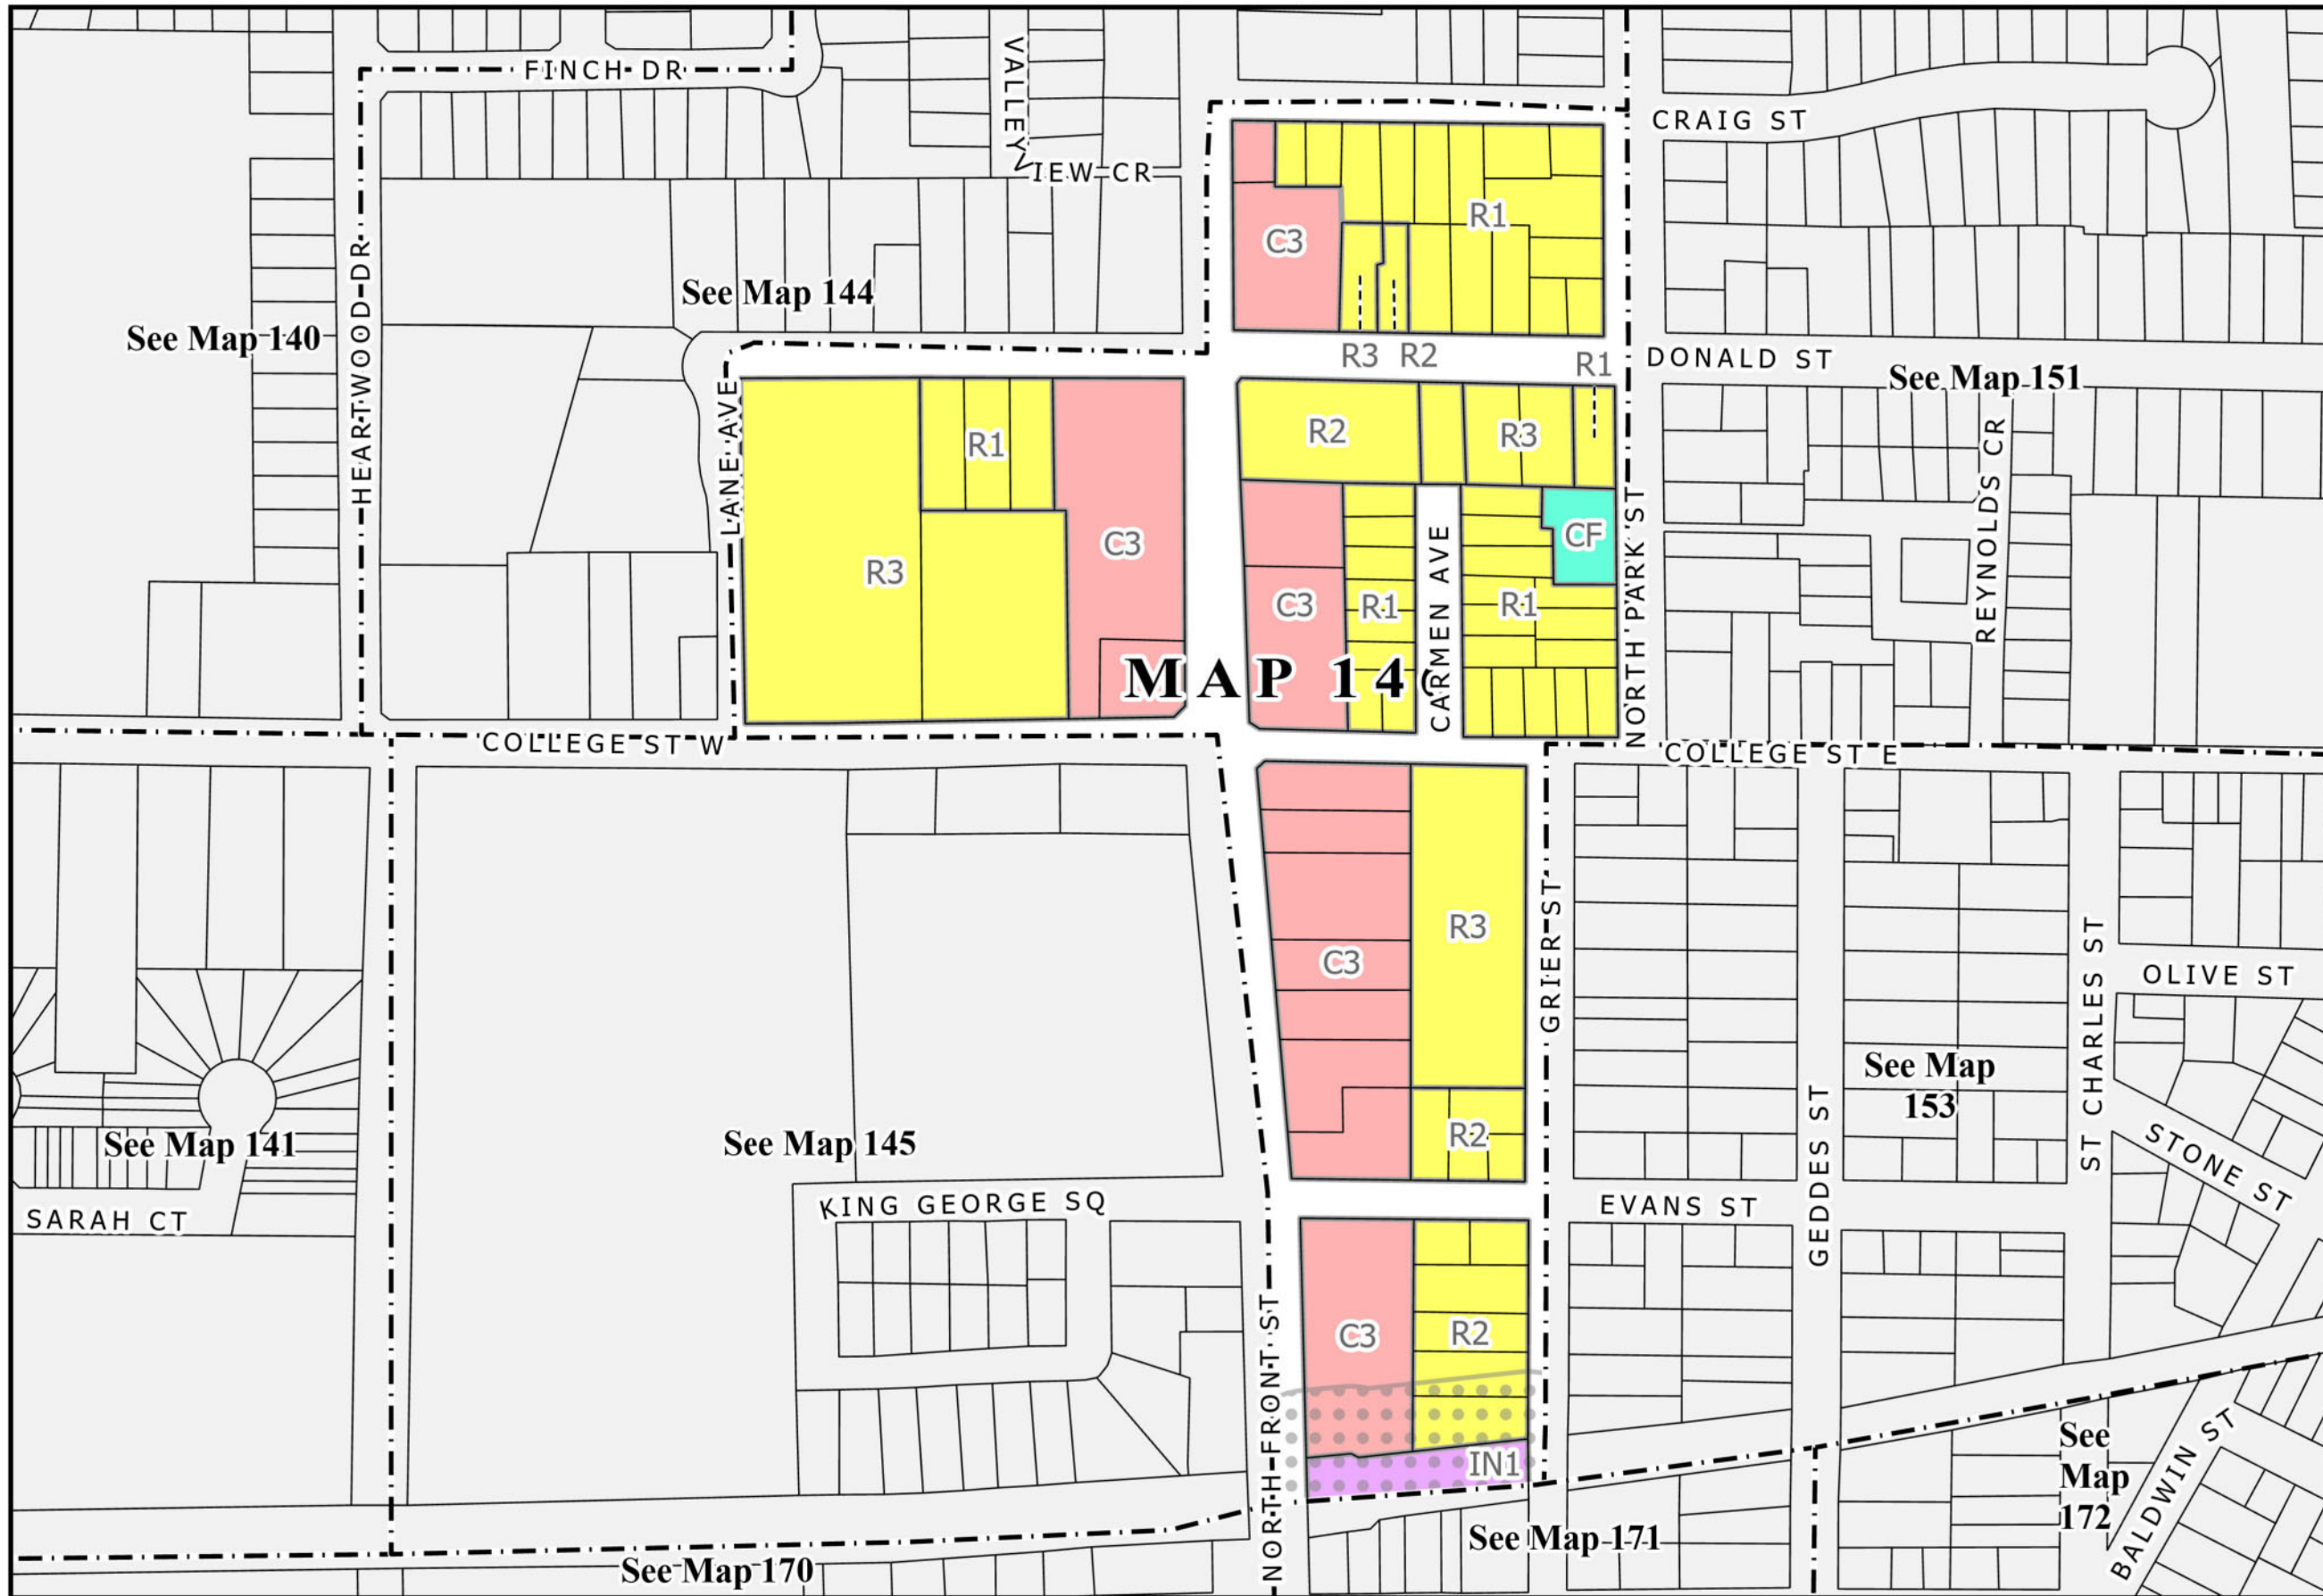 FINCH DR
VALLEY
VIEW CR
CRAIG ST
R1
C3
See Map 144
See Map 140
HEARTWOOD DR
R3
R2
R1
DONALD ST
See Map 151
LANE AVE
R1
R2
R3
CF
C3
R3
C3
R1
R1
CARMEN AVE
NORTH PARK ST
REYNOLDS CR
MAP 14
COLLEGE ST W
COLLEGE ST E
R3
C3
GRIER ST
OLIVE ST
ST CHARLES ST
See Map
153
R2
See Map 141
See Map 145
STONE ST
GEDDES ST
SARAH CT
KING GEORGE SQ
EVANS ST
C3
R2
NORTH FRONT ST
IN1
See
Map
172
BALDWIN ST
See Map 171
See Map 170